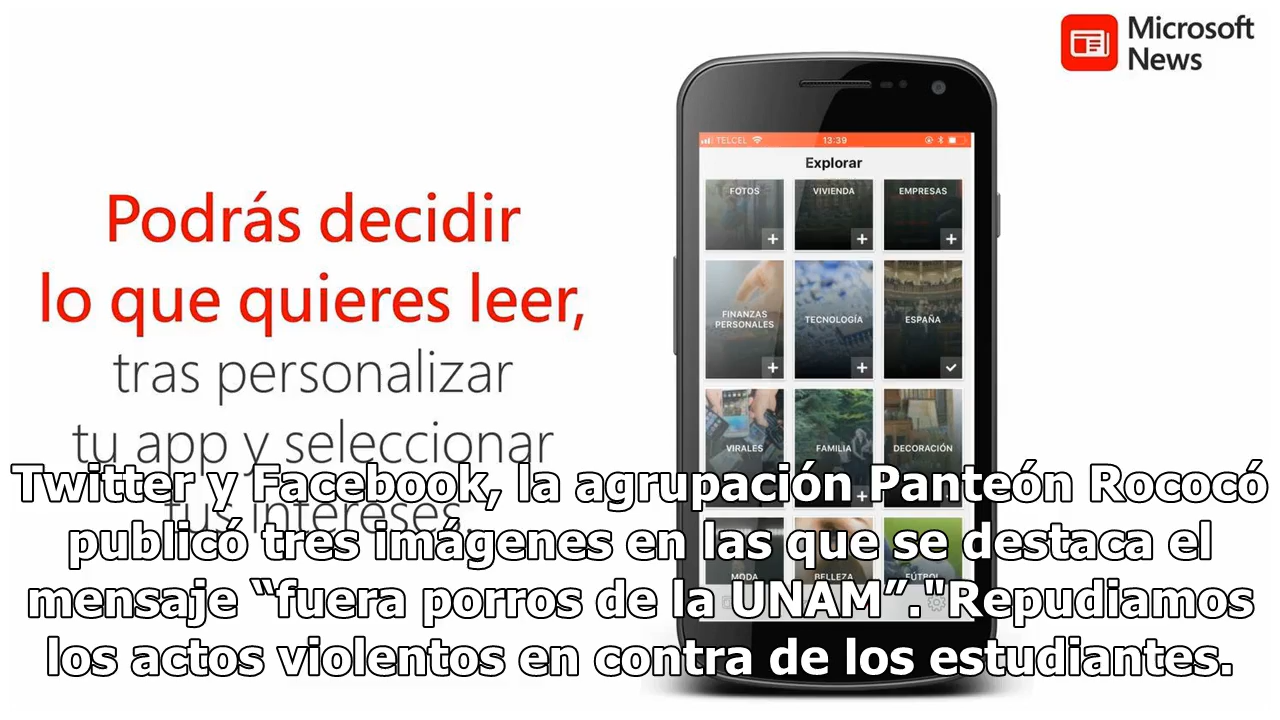 Microsoft
News
Podrás decidir
lo que quieres leer,
tras personalizar
tu app y seleccionar
tus intereses.
TELCEL 13:39
Explorar
FOTOS VIVIENDA EMPRESAS
FINANZAS
PERSONALES TECNOLOGÍA ESPAÑA
VIRALES FAMILIA DECORACIÓN
MODA BELLEZA FÚTBOL
Twitter y Facebook, la agrupación Panteón Rococó
publicó tres imágenes en las que se destaca el
mensaje “fuera porros de la UNAM”."Repudiamos
los actos violentos en contra de los estudiantes.